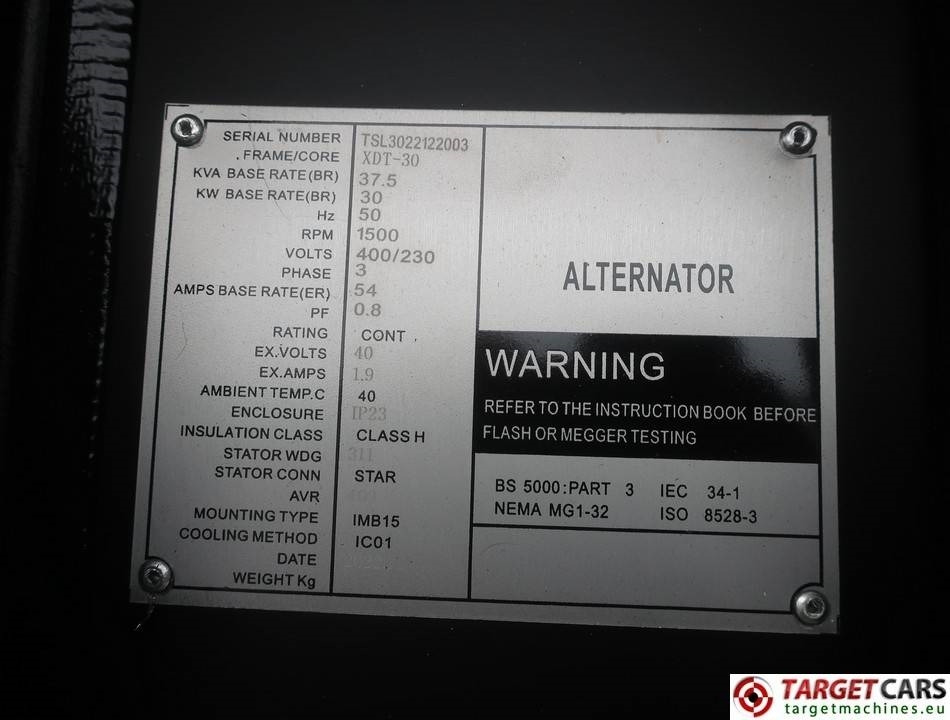 SERIAL NUMBER TSL3022122003
.FRAME/CORE XDT-30
KVA BASE RATE(BR) 37.5
KW BASE RATE(BR) 30
Hz 50
RPM 1500
VOLTS 400/230
PHASE 3
AMPS BASE RATE(ER) 54
PF 0.8
RATING CONT .
EX.VOLTS 40
EX.AMPS 1.9
AMBIENT TEMP.C 40
ENCLOSURE IP23
INSULATION CLASS CLASS H
STATOR WDG 311
STATOR CONN STAR
AVR
MOUNTING TYPE IMB15
COOLING METHOD IC01
DATE
WEIGHT Kg
ALTERNATOR
WARNING
REFER TO THE INSTRUCTION BOOK BEFORE
FLASH OR MEGGER TESTING
BS 5000:PART 3 IEC 34-1
NEMA MG1-32 ISO 8528-3
TARGETCARS
targetmachines.eu